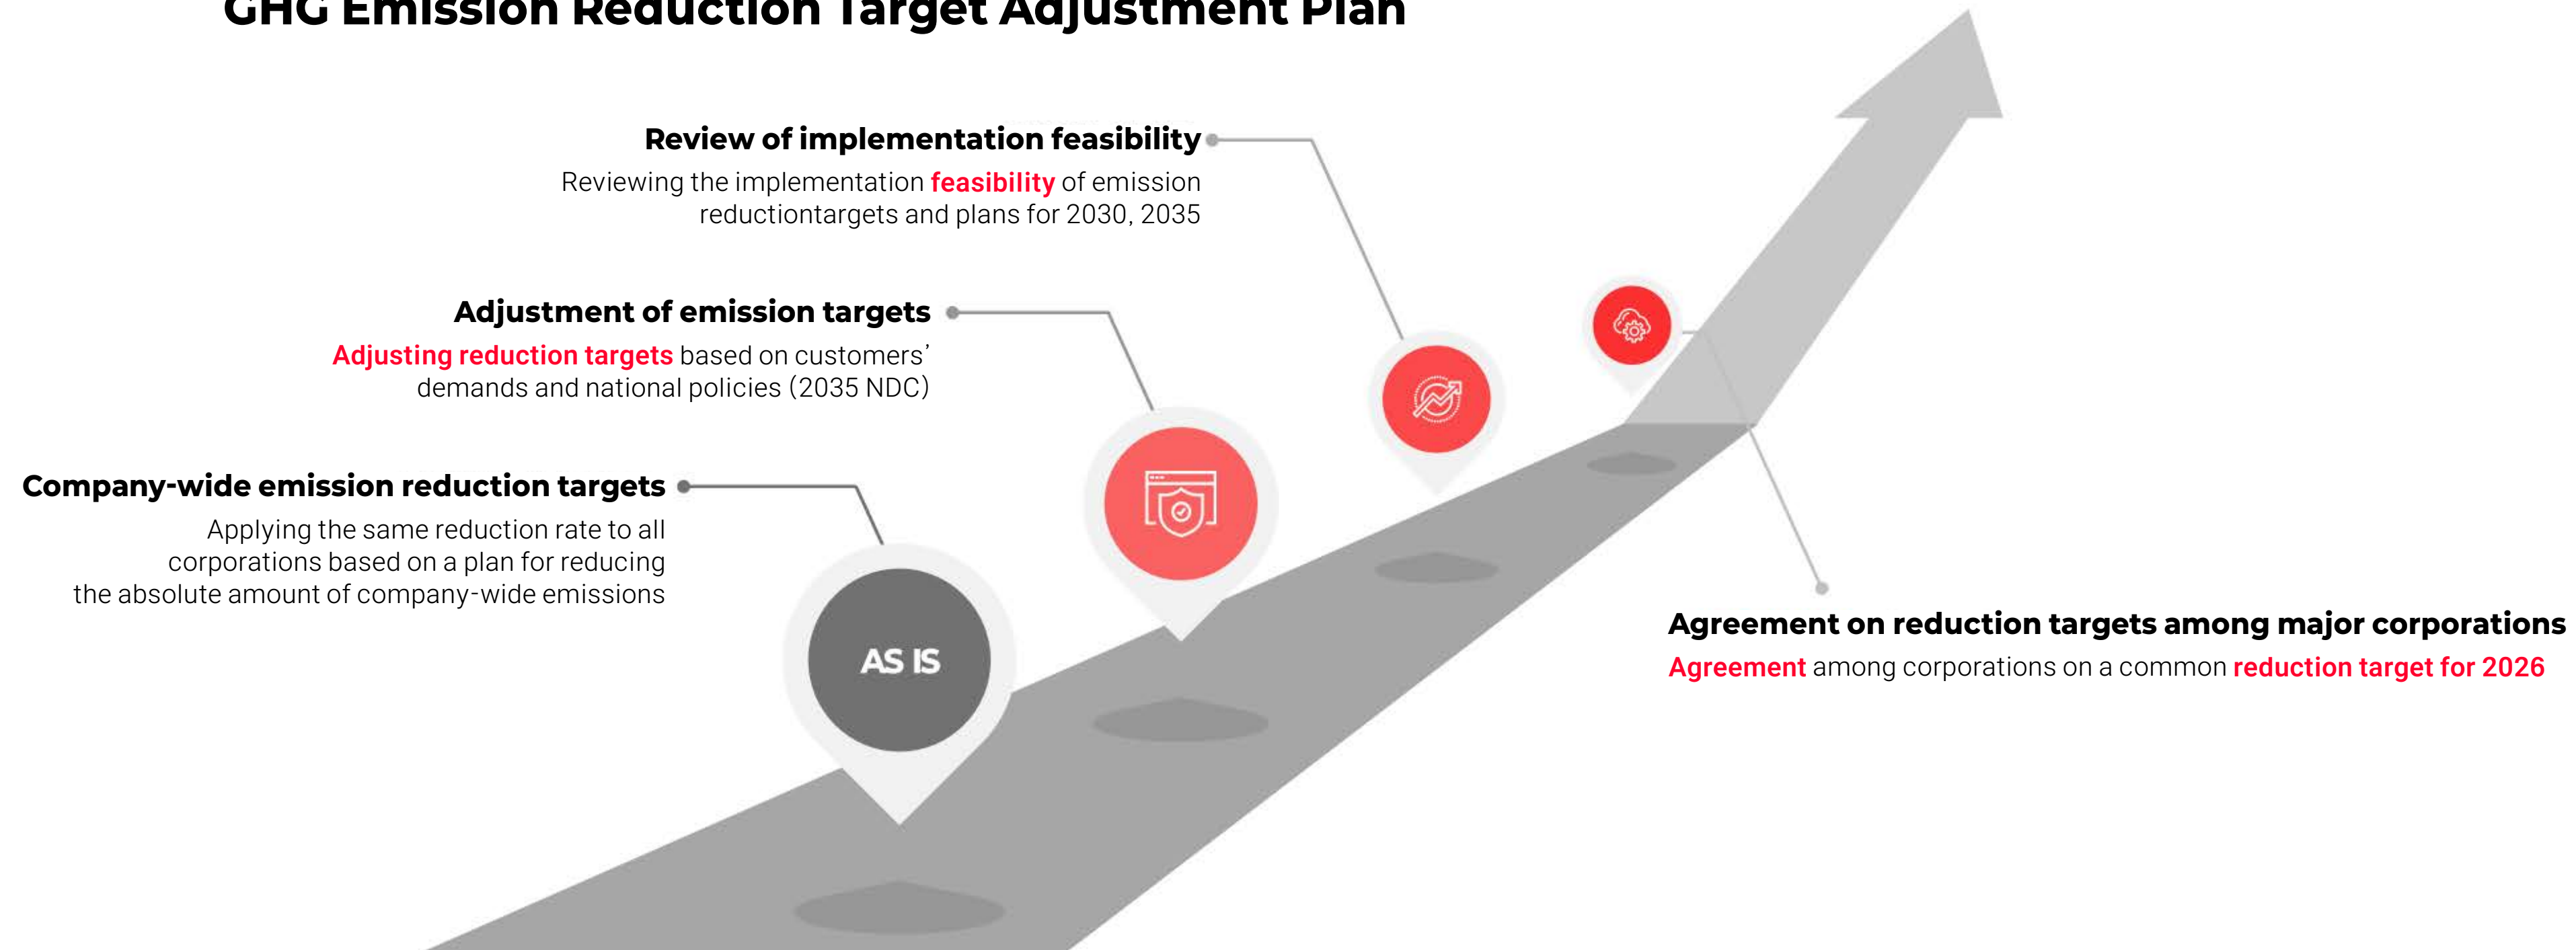 GHG Emission Reduction Target Adjustment Plan
Review of implementation feasibility
Reviewing the implementation feasibility of emission
reductiontargets and plans for 2030, 2035
Adjustment of emission targets
Adjusting reduction targets based on customers’
demands and national policies (2035 NDC)
Company-wide emission reduction targets
Applying the same reduction rate to all
corporations based on a plan for reducing
the absolute amount of company-wide emissions
AS IS
Agreement on reduction targets among major corporations
Agreement among corporations on a common reduction target for 2026